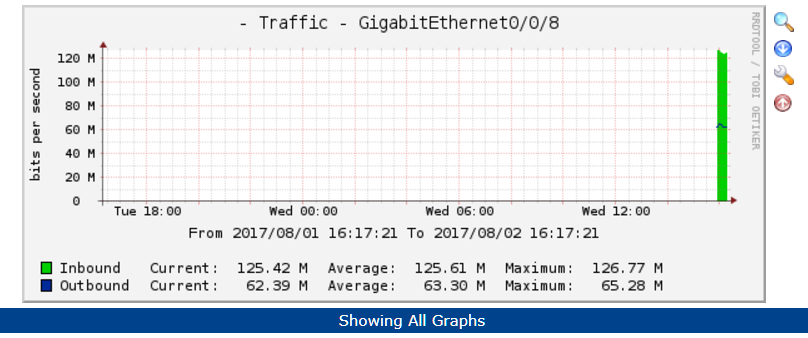 - Traffic - GigabitEthernet0/0/8
RRDTOOL / TOBI OETIKER
bits per second
120 M
100 M
80 M
60 M
40 M
20 M
0
Tue 18:00 Wed 00:00 Wed 06:00 Wed 12:00
From 2017/08/01 16:17:21 To 2017/08/02 16:17:21
Inbound Current: 125.42 M Average: 125.61 M Maximum: 126.77 M
Outbound Current: 62.39 M Average: 63.30 M Maximum: 65.28 M
Showing All Graphs